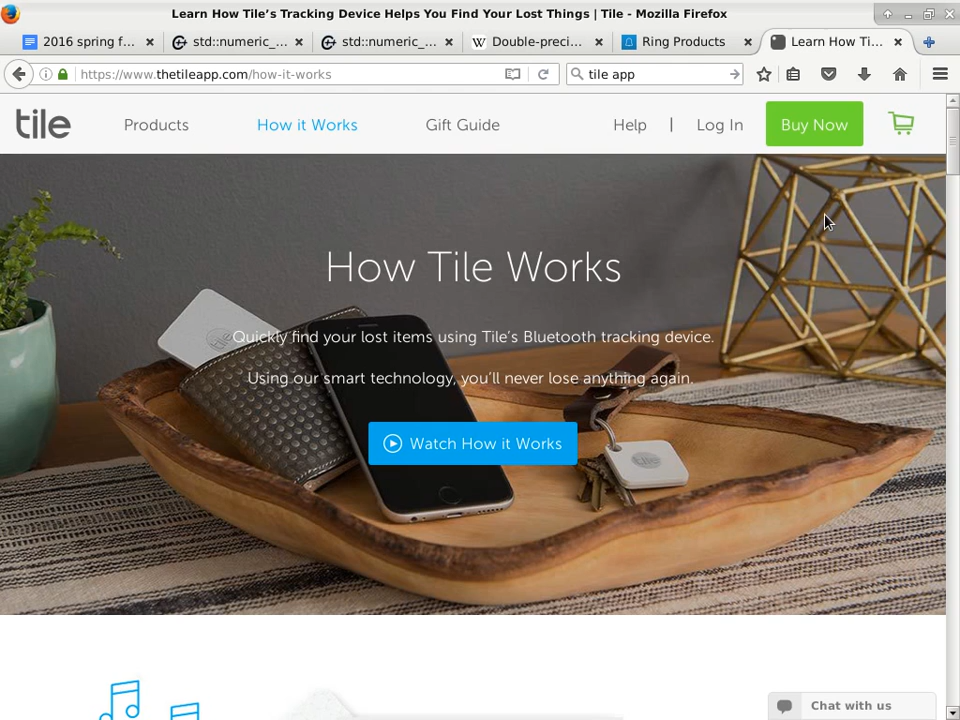 Learn How Tile's Tracking Device Helps You Find Your Lost Things | Tile - Mozilla Firefox
2016 spring f...
std::numeric_...
std::numeric_...
Double-preci...
Ring Products
Learn How Ti...
https://www.thetileapp.com/how-it-works
tile app
tile
Products
How it Works
Gift Guide
Help
|
Log In
Buy Now
How Tile Works
Quickly find your lost items using Tile's Bluetooth tracking device.
Using our smart technology, you'll never lose anything again.
Watch How it Works
Chat with us